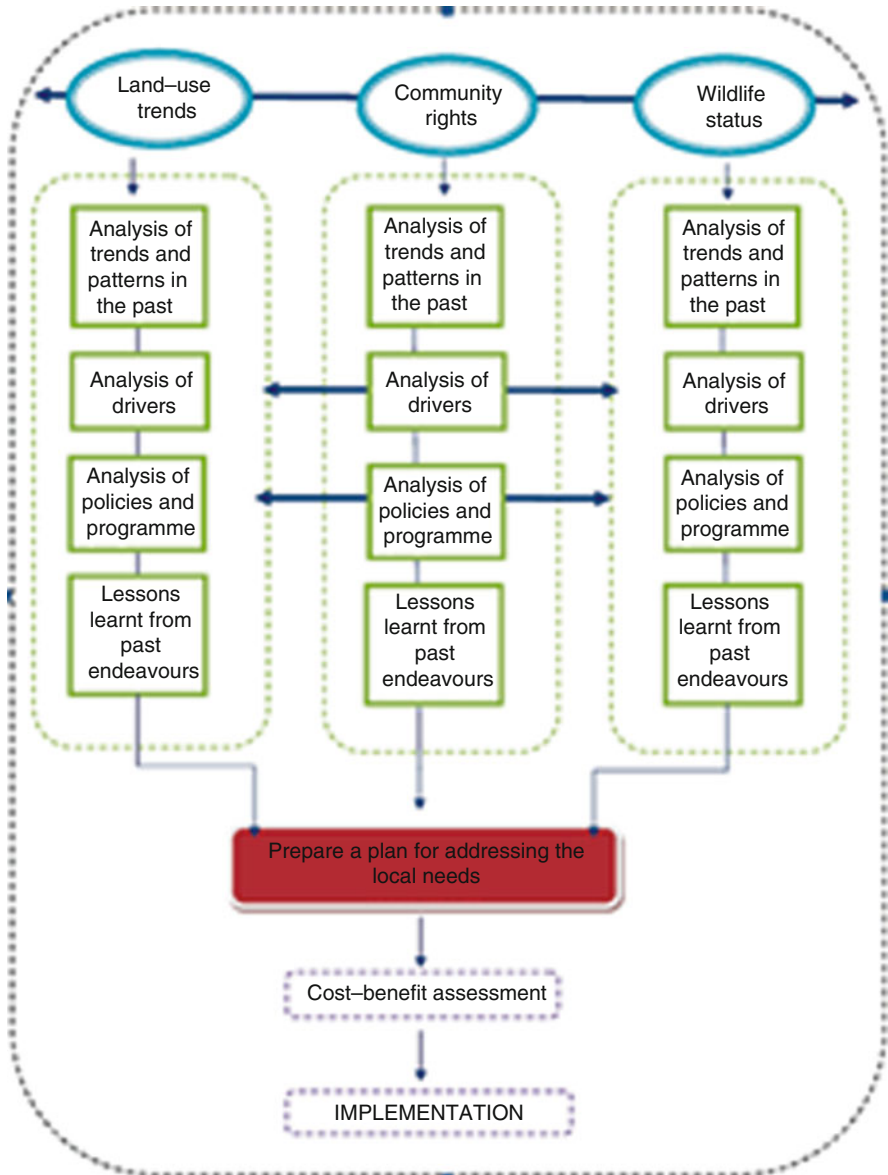 Land–use
trends
Community
rights
Wildlife
status
Analysis of
trends and
patterns in
the past
Analysis of
drivers
Analysis of
policies and
programme
Lessons
learnt from
past
endeavours
Analysis of
trends and
patterns in
the past
Analysis of
drivers
Analysis of
policies and
programme
Lessons
learnt from
past
endeavours
Analysis of
trends and
patterns in
the past
Analysis of
drivers
Analysis of
policies and
programme
Lessons
learnt from
past
endeavours
Prepare a plan for addressing the
local needs
Cost–benefit assessment
IMPLEMENTATION